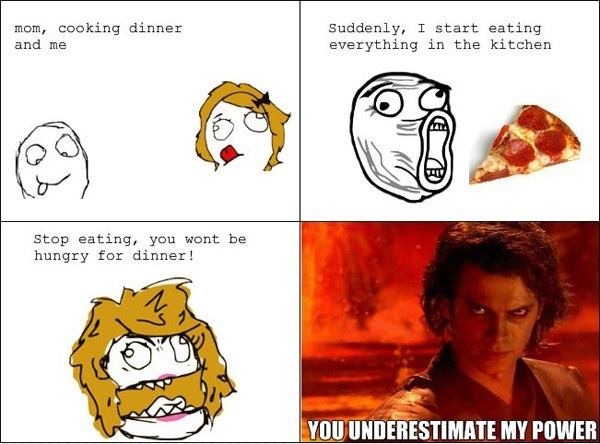 mom, cooking dinner
and me
Suddenly, I start eating
everything in the kitchen
Stop eating, you wont be
hungry for dinner!
YOU UNDERESTIMATE MY POWER